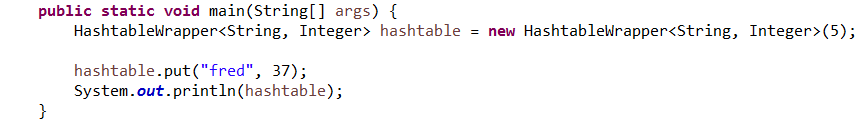 public static void main(String[] args) {
HashtableWrapper<String, Integer> hashtable = new HashtableWrapper<String, Integer>(5);
hashtable.put("fred", 37);
System.out.println(hashtable);
}